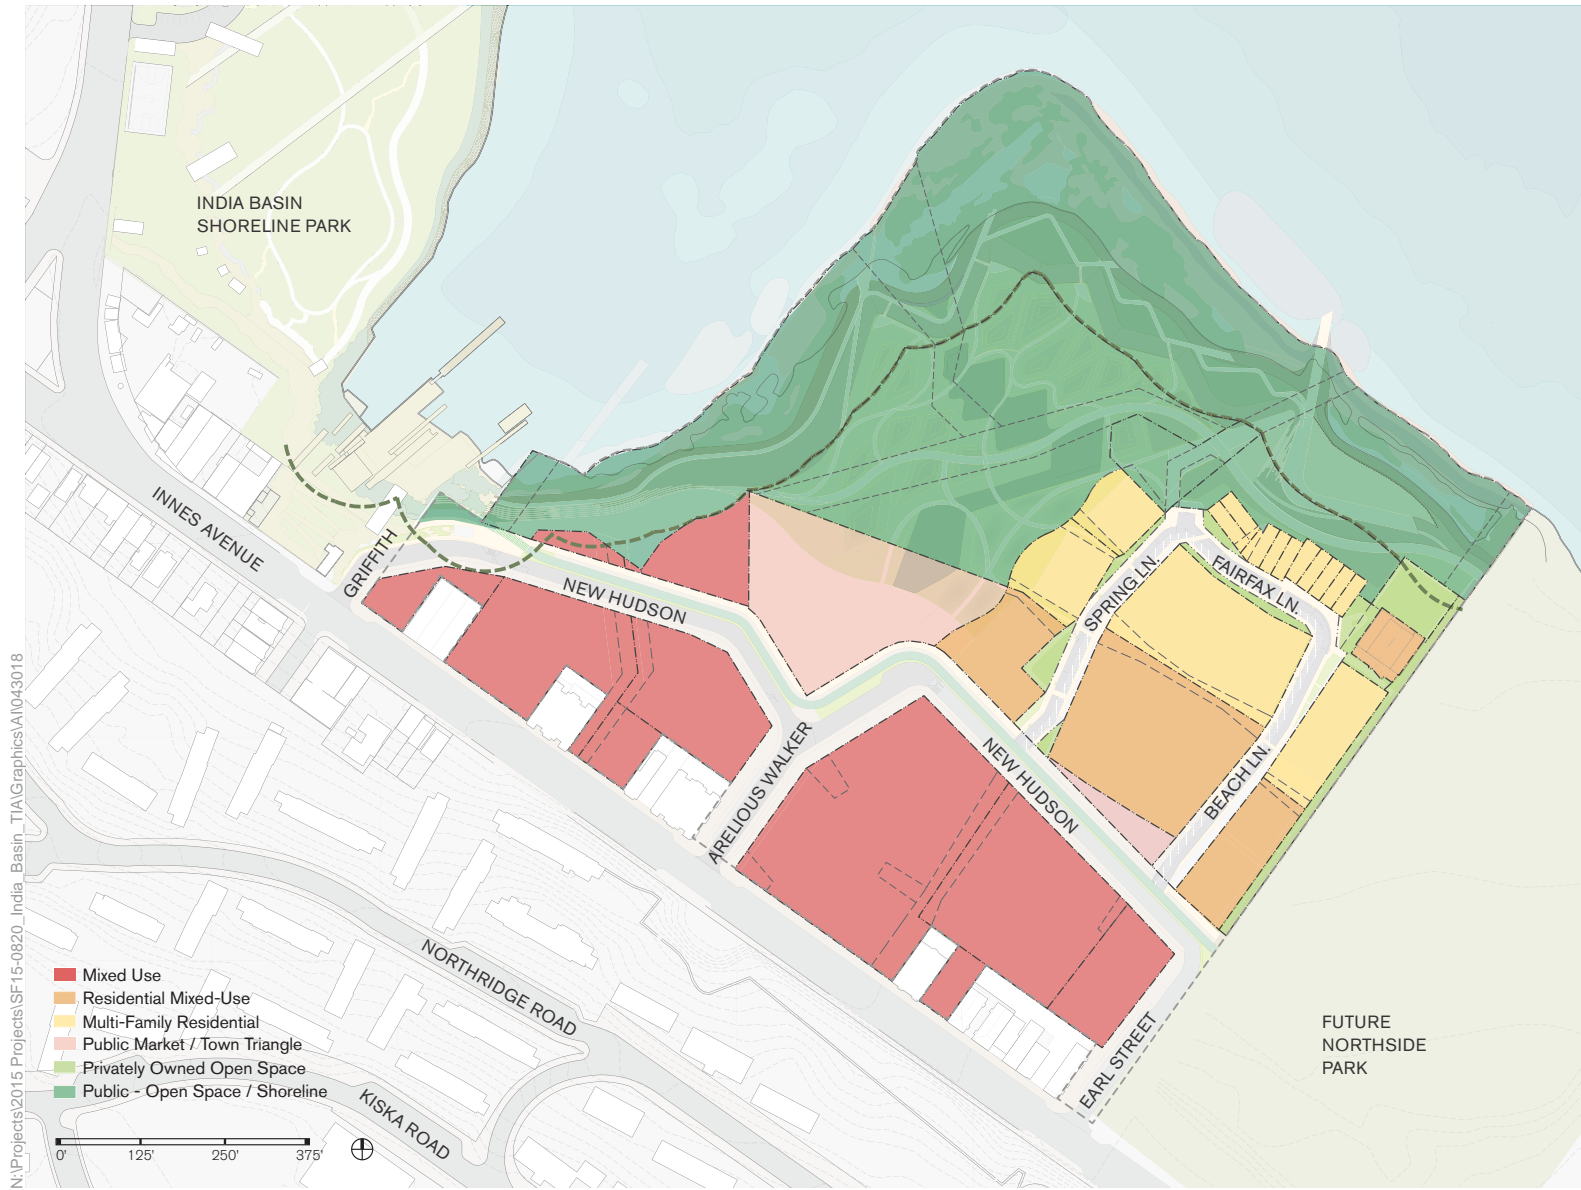 INDIA BASIN
SHORELINE PARK
INNES AVENUE
GRIFFITH
NEW HUDSON
SPRING LN.
FAIRFAX LN.
ARELIOUS WALKER
NEW HUDSON
BEACH LN.
NORTHRIDGE ROAD
KISKA ROAD
EARL STREET
FUTURE
NORTHSIDE
PARK
Mixed Use
Residential Mixed-Use
Multi-Family Residential
Public Market / Town Triangle
Privately Owned Open Space
Public - Open Space / Shoreline
0' 125' 250' 375'
N:\Projects\2015 Projects\SF15-0820_India_Basin_TIA\Graphics\AI\043018